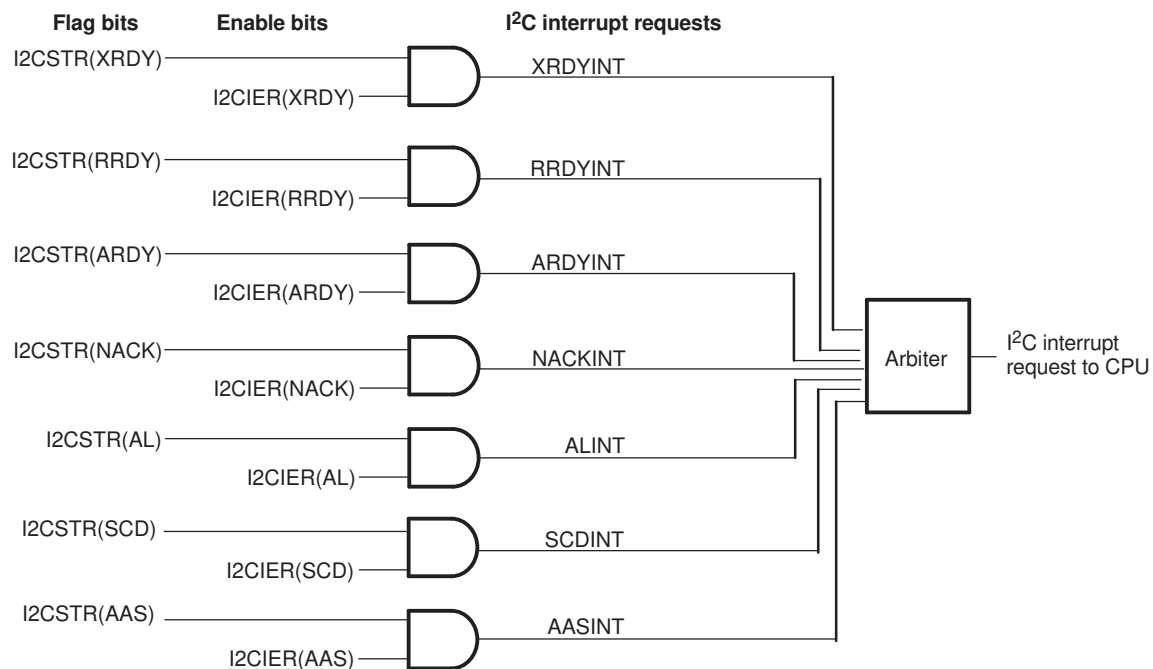 Flag bits Enable bits I²C interrupt requests
I2CSTR(XRDY)
XRDYINT
I2CIER(XRDY)
I2CSTR(RRDY)
RRDYINT
I2CIER(RRDY)
I2CSTR(ARDY)
ARDYINT
I2CIER(ARDY)
I2CSTR(NACK)
NACKINT
I2CIER(NACK)
Arbiter
I²C interrupt
request to CPU
I2CSTR(AL)
ALINT
I2CIER(AL)
I2CSTR(SCD)
SCDINT
I2CIER(SCD)
I2CSTR(AAS)
AASINT
I2CIER(AAS)